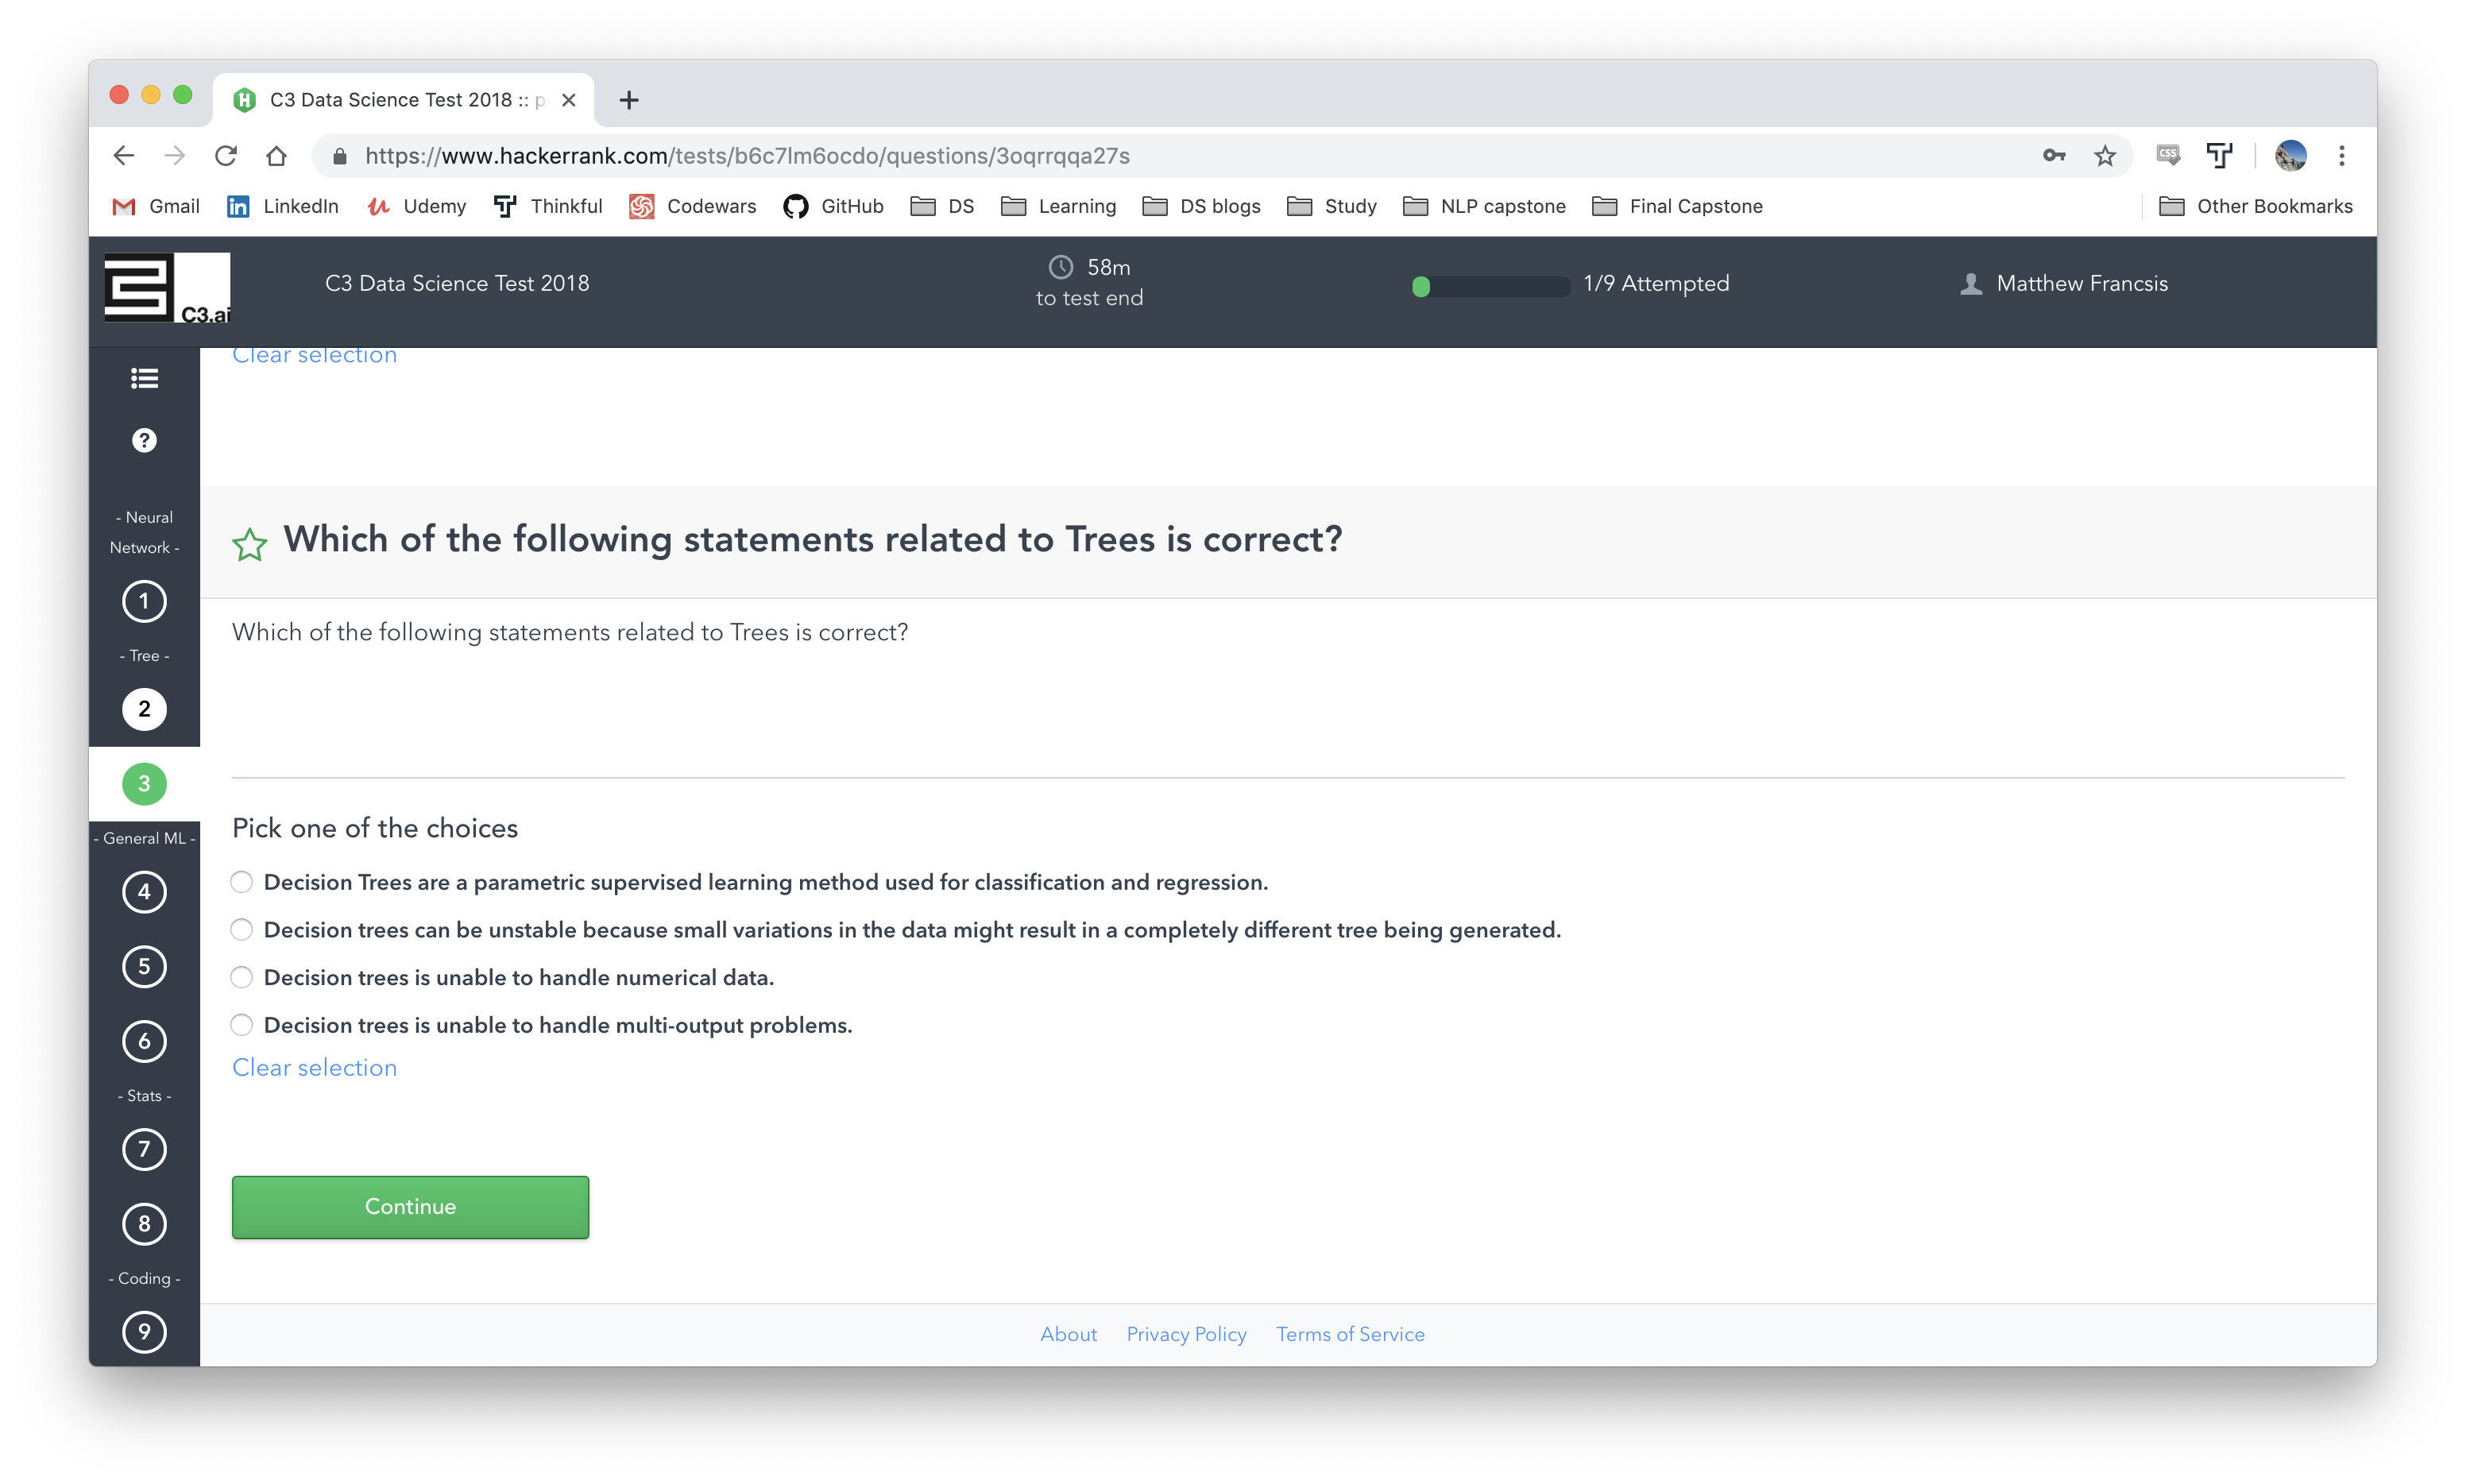 C3 Data Science Test 2018 :: p
https://www.hackerrank.com/tests/b6c7lm6ocdo/questions/3oqrrqqa27s
CSS
Gmail LinkedIn Udemy Thinkful Codewars GitHub DS Learning DS blogs Study NLP capstone Final Capstone Other Bookmarks
C3.ai
C3 Data Science Test 2018
58m
to test end
1/9 Attempted
Matthew Francsis
Clear selection
?
- Neural
Network -
1
- Tree -
2
3
- General ML -
4
5
6
- Stats -
7
8
- Coding -
9
Which of the following statements related to Trees is correct?
Which of the following statements related to Trees is correct?
Pick one of the choices
Decision Trees are a parametric supervised learning method used for classification and regression.
Decision trees can be unstable because small variations in the data might result in a completely different tree being generated.
Decision trees is unable to handle numerical data.
Decision trees is unable to handle multi-output problems.
Clear selection
Continue
About Privacy Policy Terms of Service